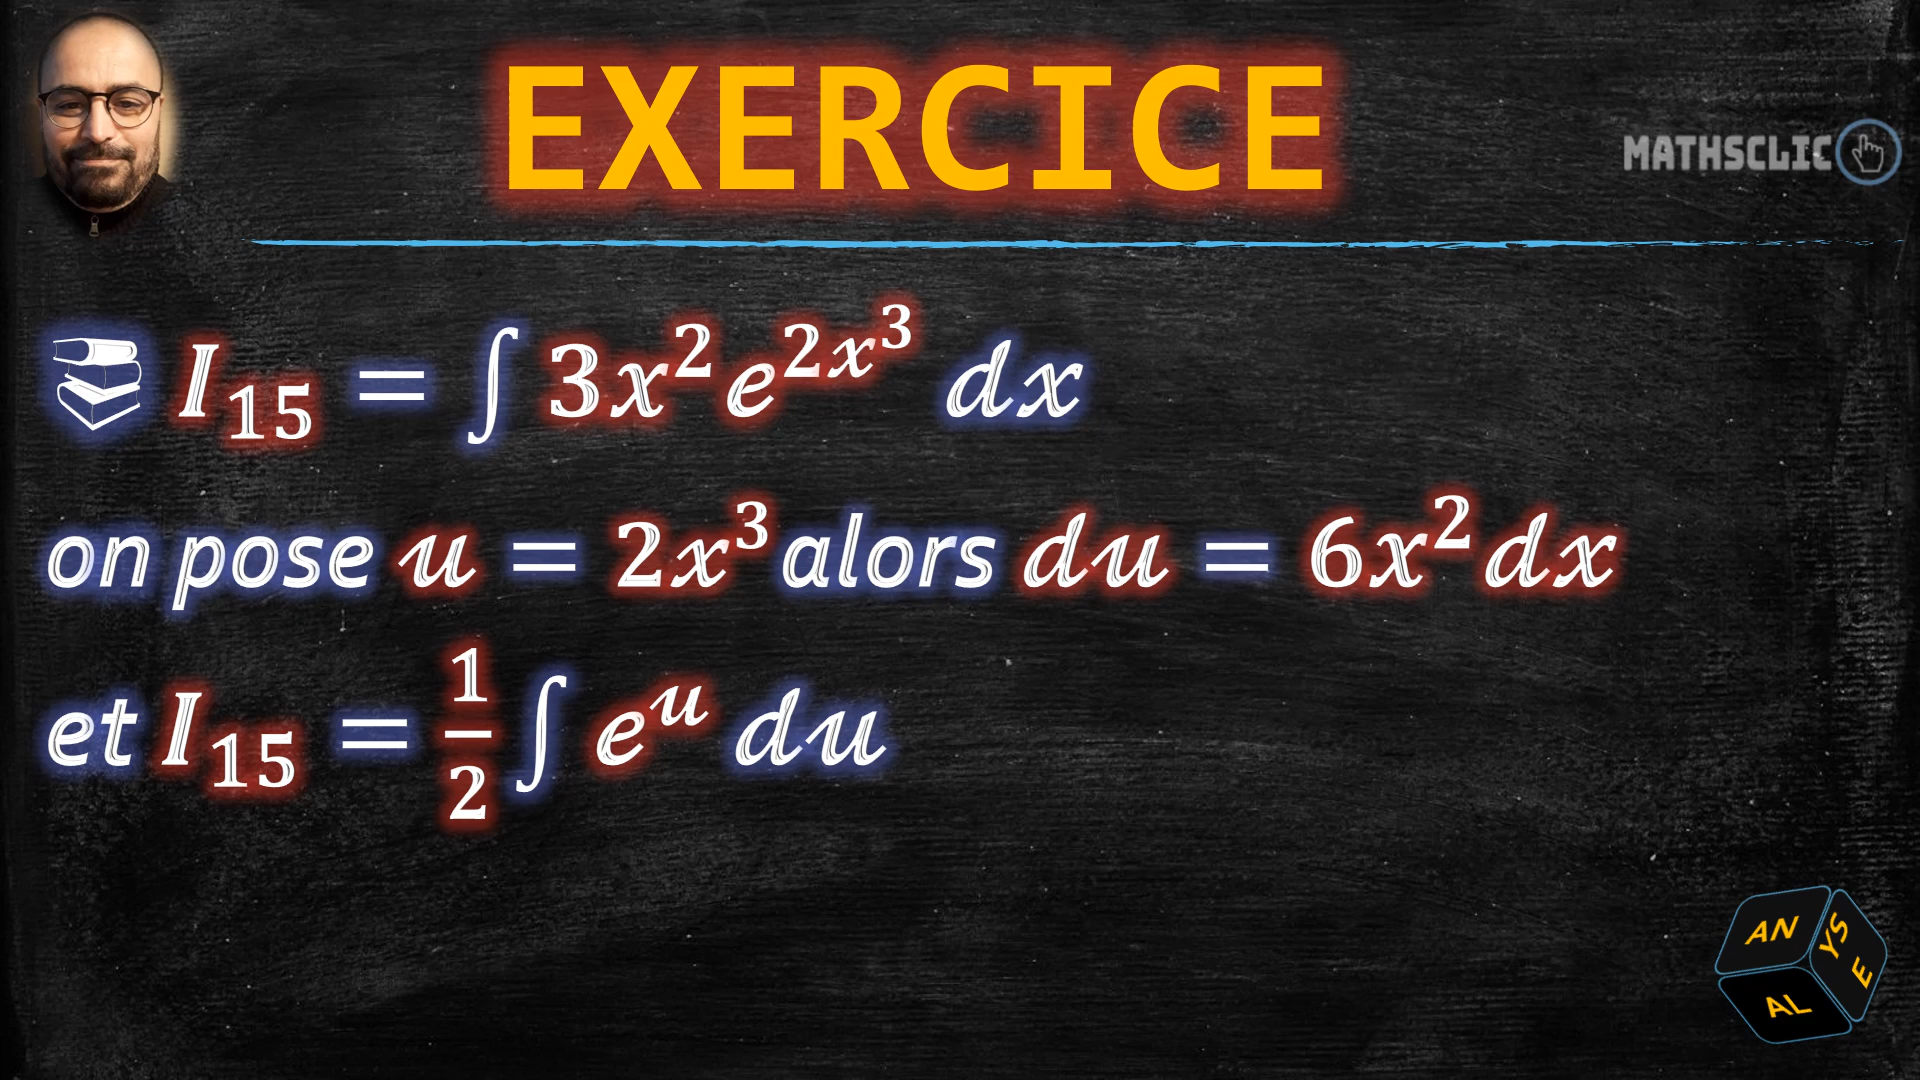 EXERCICE
MATHSCLIC
I₁₅ = ∫ 3x²e^{2x³} dx
on pose u = 2x³ alors du = 6x²dx
et I₁₅ = 1/2 ∫ e^u du
AN
AL
YS
E